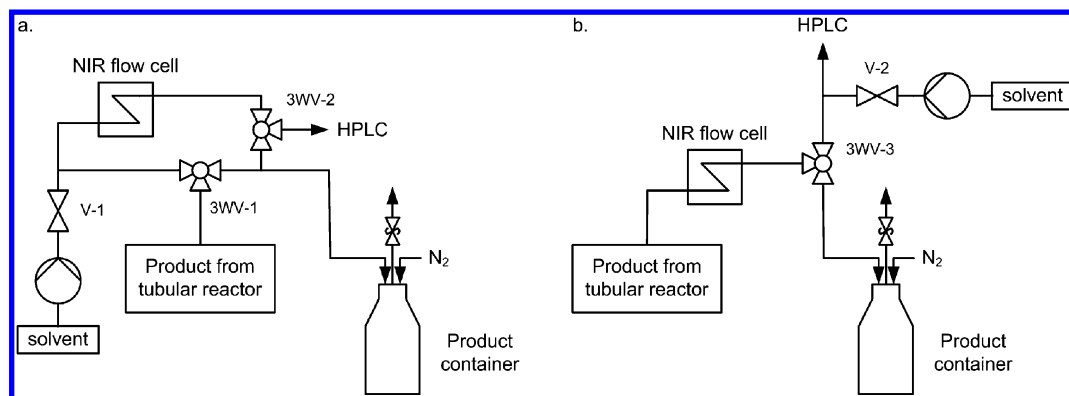 a.
NIR flow cell
3WV-2
HPLC
V-1
3WV-1
Product from
tubular reactor
solvent
N₂
Product
container
b.
HPLC
V-2
solvent
NIR flow cell
3WV-3
Product from
tubular reactor
N₂
Product
container